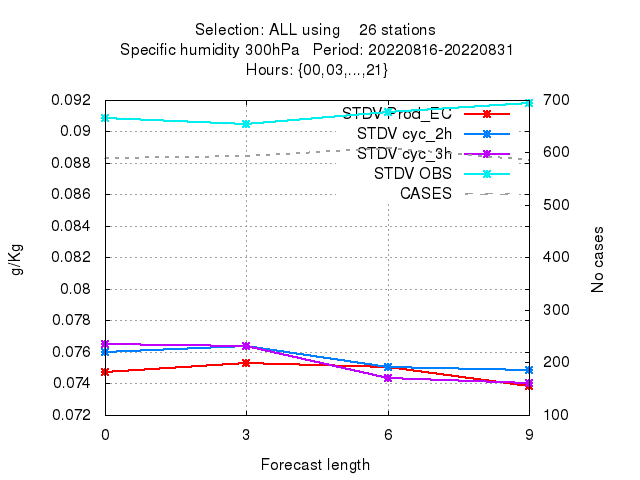 Selection: ALL using 26 stations
Specific humidity 300hPa Period: 20220816-20220831
Hours: {00,03,...,21}
0.092
0.09
0.088
0.086
0.084
0.082
0.08
0.078
0.076
0.074
0.072
700
600
500
400
300
200
100
STDV Prod_EC
STDV cyc_2h
STDV cyc_3h
STDV OBS
CASES
g/Kg
No cases
0 3 6 9
Forecast length